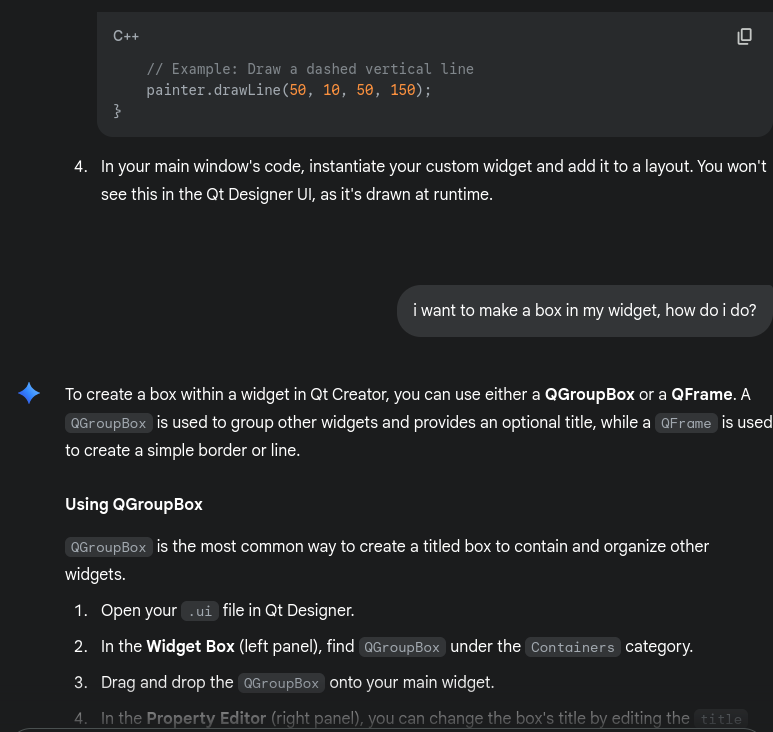 C++
// Example: Draw a dashed vertical line
painter.drawLine(50, 10, 50, 150);
}
4. In your main window's code, instantiate your custom widget and add it to a layout. You won't
see this in the Qt Designer UI, as it's drawn at runtime.
i want to make a box in my widget, how do i do?
To create a box within a widget in Qt Creator, you can use either a QGroupBox or a QFrame. A
QGroupBox is used to group other widgets and provides an optional title, while a QFrame is used
to create a simple border or line.
Using QGroupBox
QGroupBox is the most common way to create a titled box to contain and organize other
widgets.
1. Open your .ui file in Qt Designer.
2. In the Widget Box (left panel), find QGroupBox under the Containers category.
3. Drag and drop the QGroupBox onto your main widget.
4. In the Property Editor (right panel), you can change the box's title by editing the title